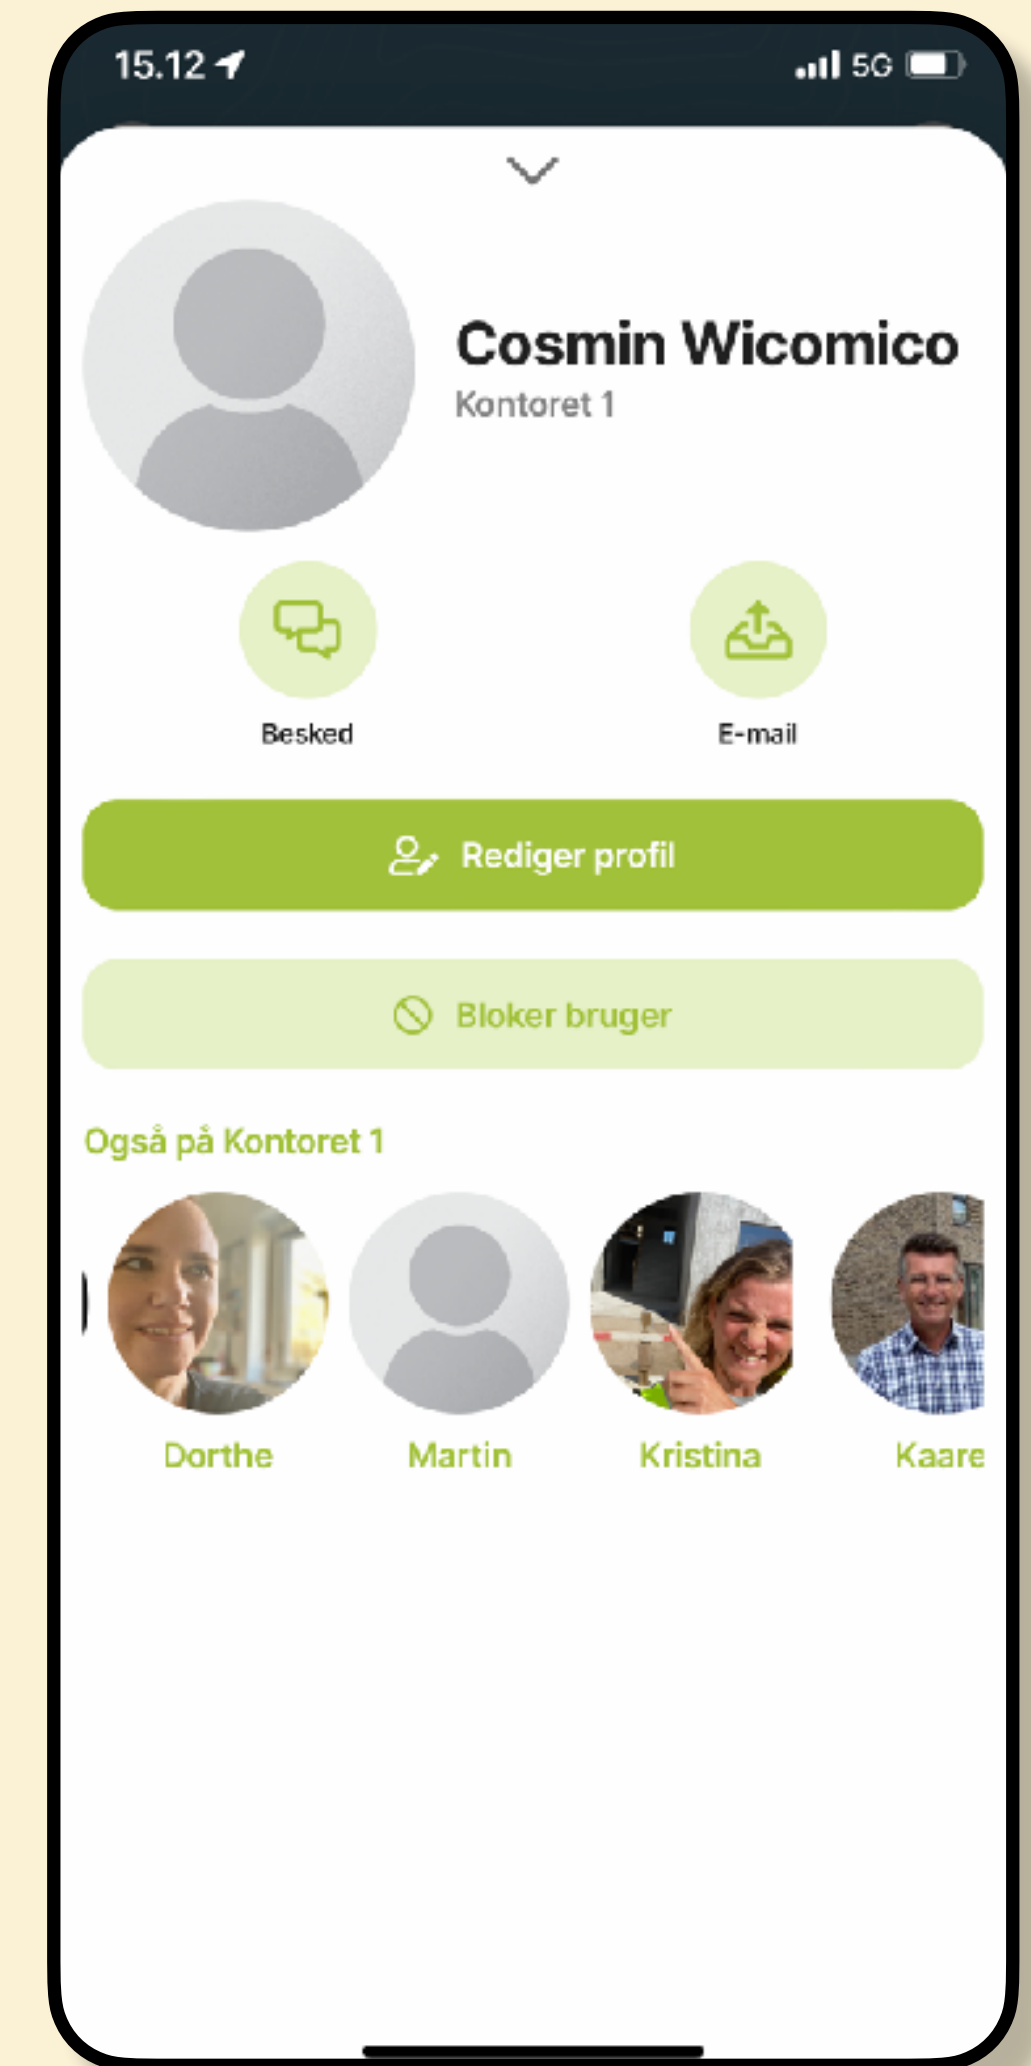 15.12
5G
Cosmin Wicomico
Kontoret 1
Besked
E-mail
Rediger profil
Bloker bruger
Også på Kontoret 1
Dorthe
Martin
Kristina
Kaare